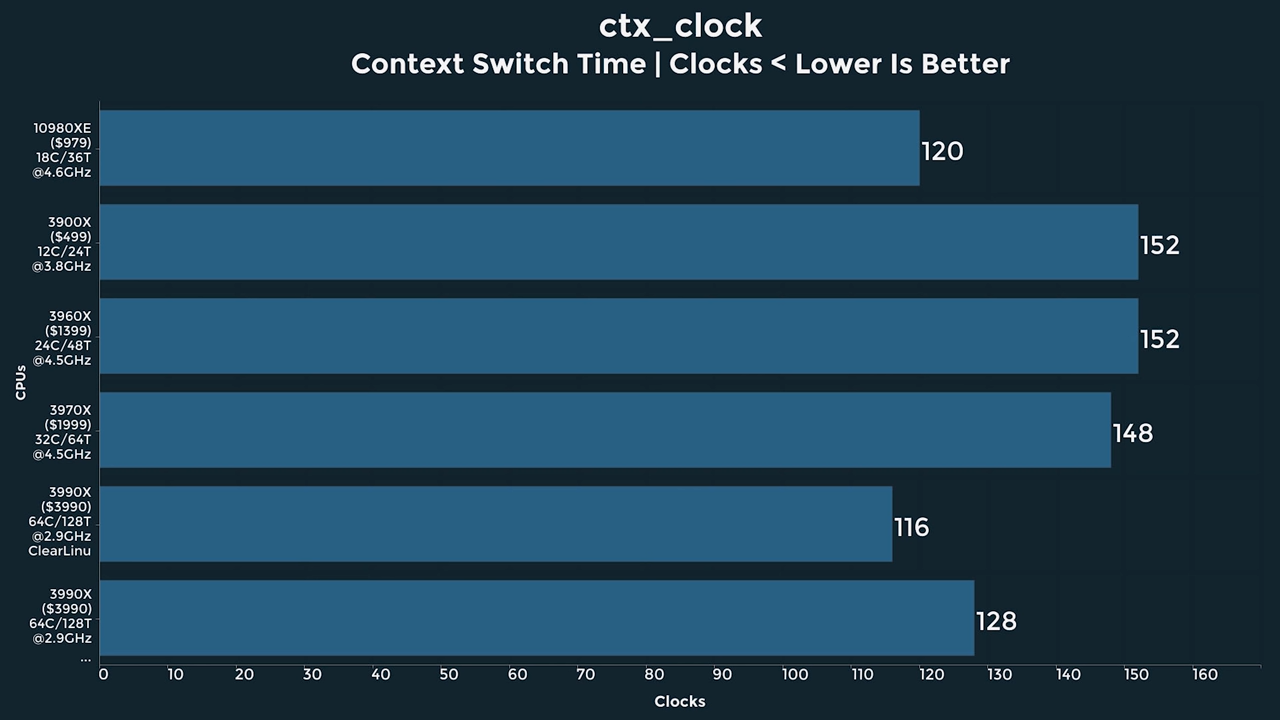 ctx_clock
Context Switch Time | Clocks < Lower Is Better
10980XE
($979)
18C/36T
@4.6GHz
120
3900X
($499)
12C/24T
@3.8GHz
152
3960X
($1399)
24C/48T
@4.5GHz
152
CPUs
3970X
($1999)
32C/64T
@4.5GHz
148
3990X
($3990)
64C/128T
@2.9GHz
ClearLinu
116
3990X
($3990)
64C/128T
@2.9GHz
...
128
0 10 20 30 40 50 60 70 80 90 100 110 120 130 140 150 160
Clocks